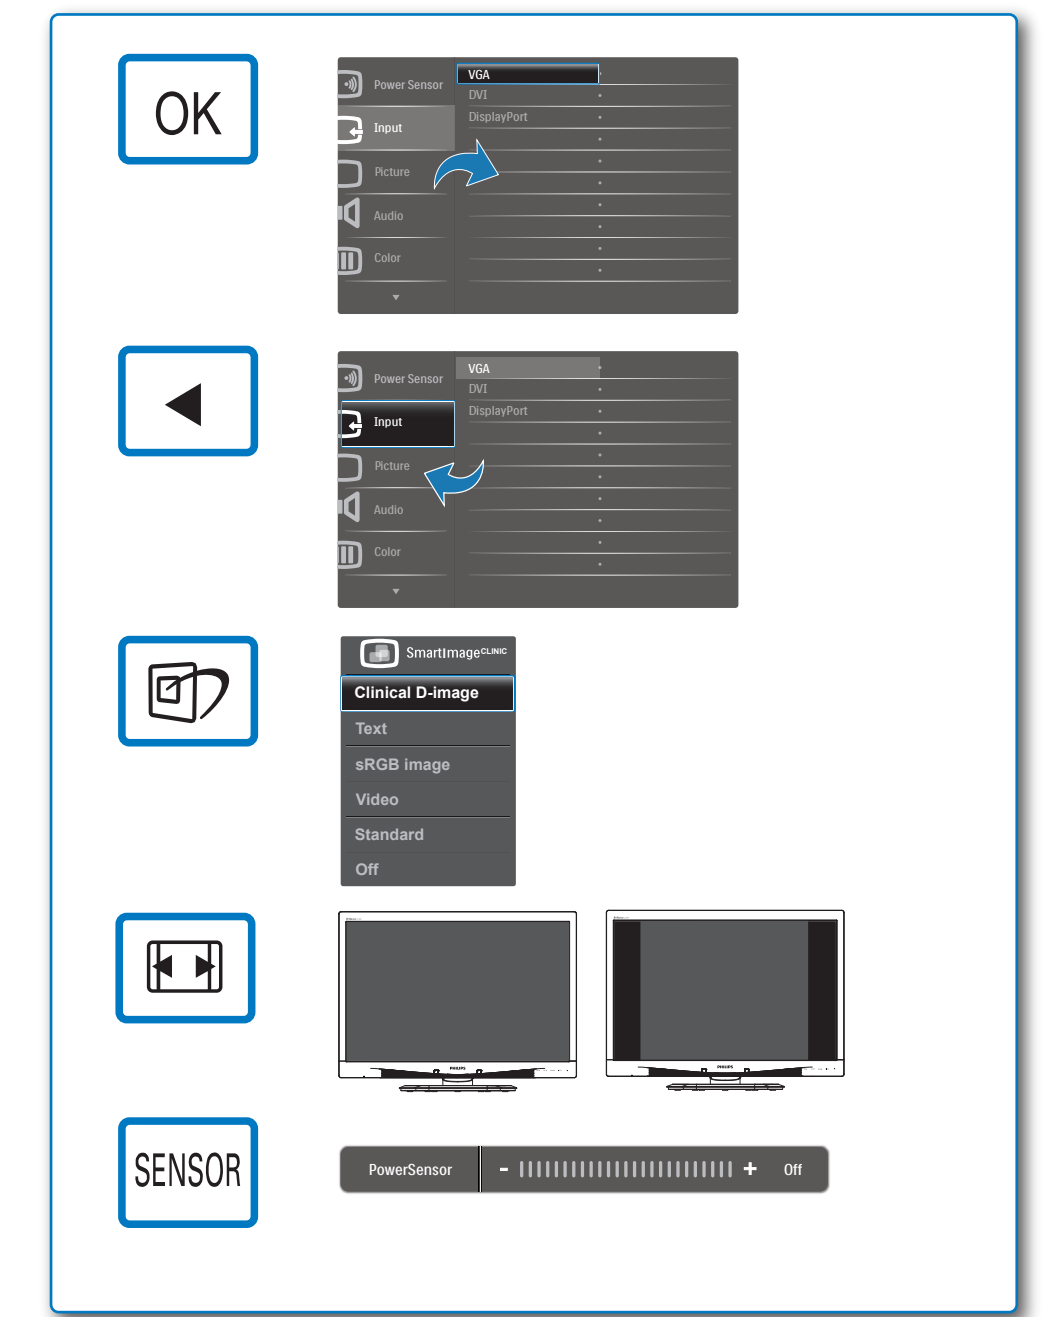 OK
Power Sensor
Input
Picture
Audio
Color
VGA
DVI
DisplayPort
Power Sensor
Input
Picture
Audio
Color
VGA
DVI
DisplayPort
SmartImageCLINIC
Clinical D-image
Text
sRGB image
Video
Standard
Off
PHILIPS
PHILIPS
SENSOR
PowerSensor - + Off